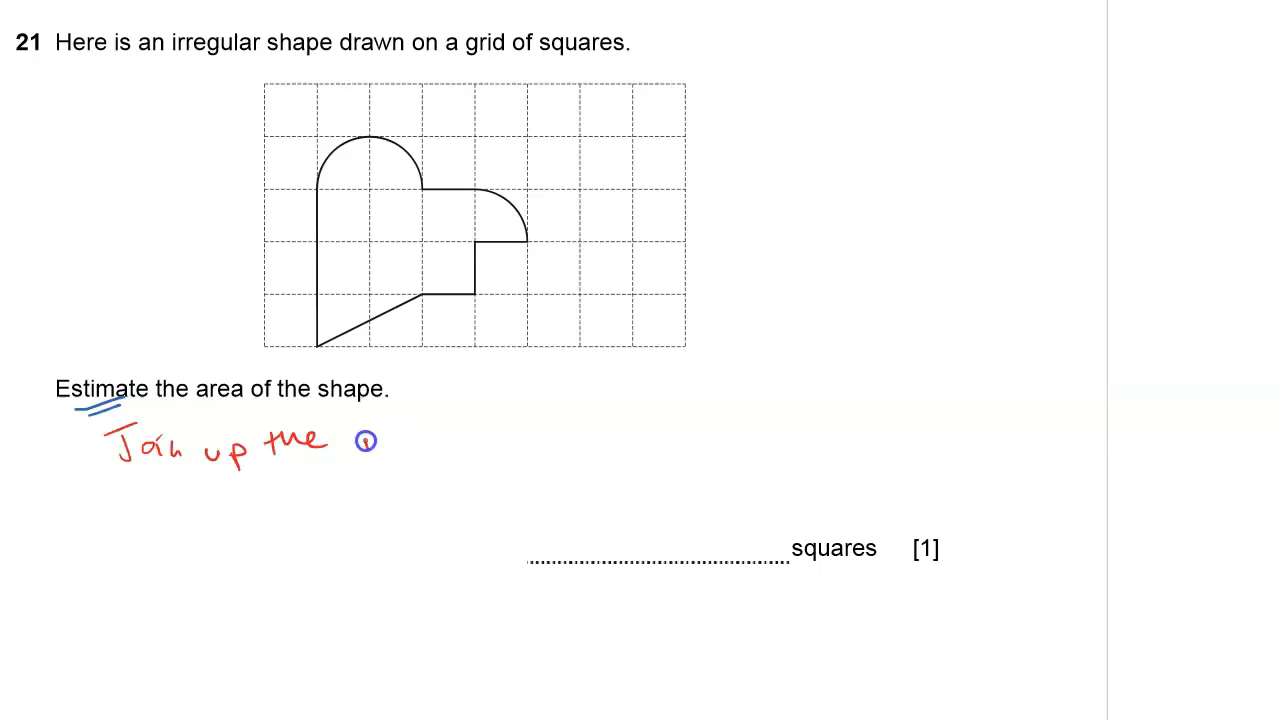 21 Here is an irregular shape drawn on a grid of squares.
Estimate the area of the shape.
Join up the
squares [1]